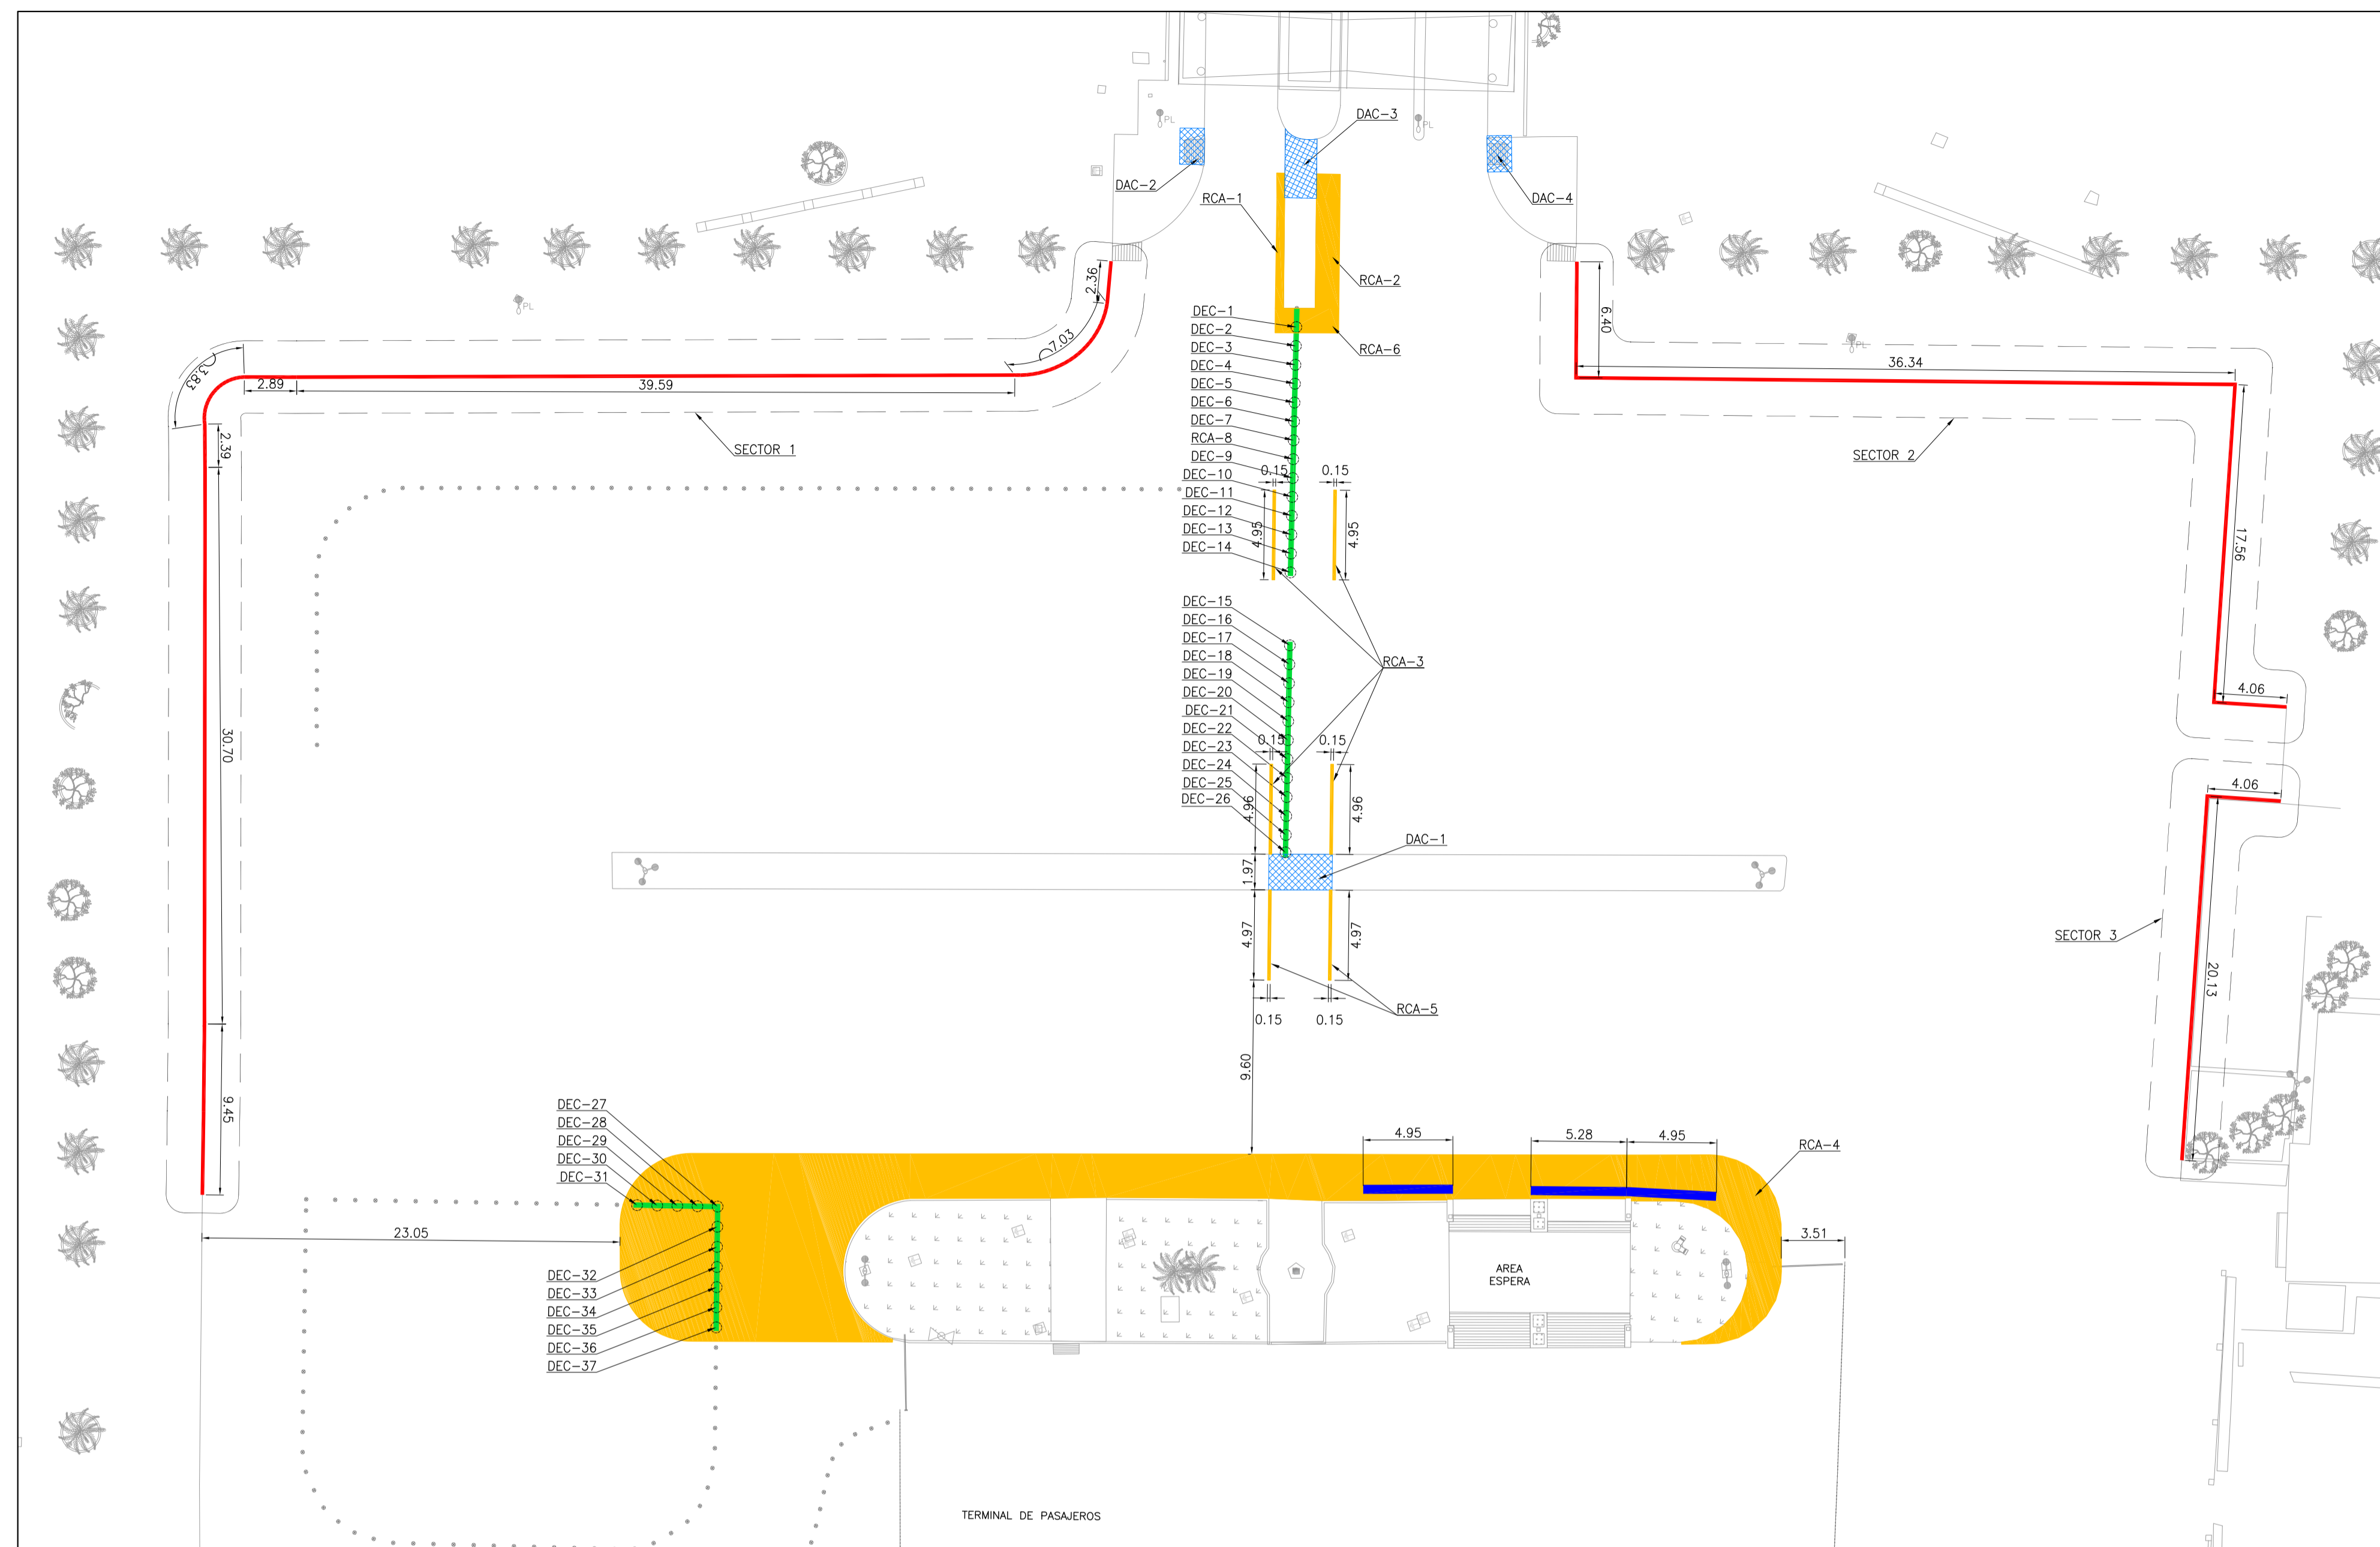 DAC-3
PL
PL
DAC-2
DAC-4
RCA-1
RCA-2
RCA-6
PL
PL
2.36
7.03
3.83
2.89
39.59
2.39
SECTOR 1
30.70
9.45
6.40
36.34
SECTOR 2
17.56
4.06
4.06
SECTOR 3
20.13
DEC-1
DEC-2
DEC-3
DEC-4
DEC-5
DEC-6
DEC-7
RCA-8
DEC-9
DEC-10
DEC-11
DEC-12
DEC-13
DEC-14
0.15
0.15
4.95
4.95
DEC-15
DEC-16
DEC-17
DEC-18
DEC-19
DEC-20
DEC-21
DEC-22
DEC-23
DEC-24
DEC-25
DEC-26
RCA-3
0.15
0.15
4.96
4.96
DAC-1
1.97
4.97
4.97
RCA-5
0.15
0.15
9.60
DEC-27
DEC-28
DEC-29
DEC-30
DEC-31
4.95
5.28
4.95
RCA-4
23.05
3.51
DEC-32
DEC-33
DEC-34
DEC-35
DEC-36
DEC-37
AREA
ESPERA
TERMINAL DE PASAJEROS